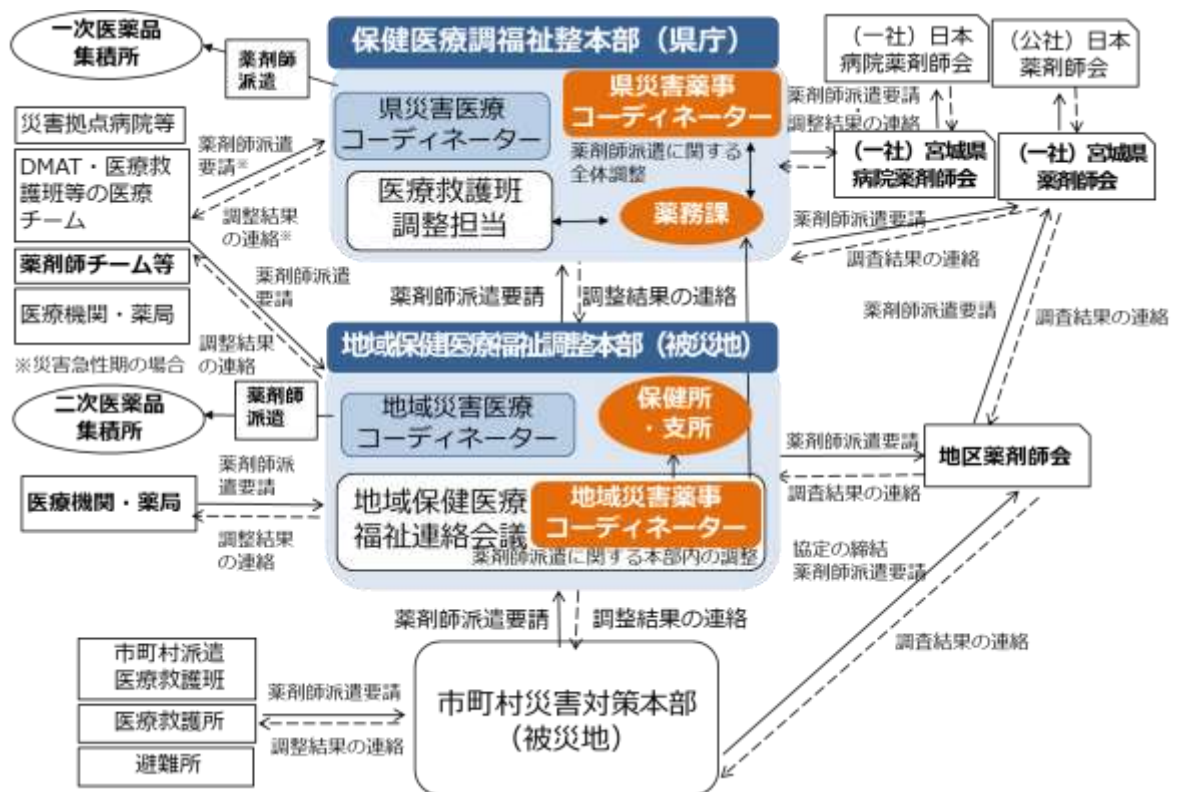 一次医薬品
集積所
薬剤師
派遣
保健医療調福祉整本部（県庁）
県災害医療
コーディネーター
県災害薬事
コーディネーター
薬剤師派遣に関する
全体調整
医療救護班
調整担当
薬務課
（一社）日本
病院薬剤師会
（公社）日本
薬剤師会
薬剤師派遣要請
調整結果の連絡
（一社）宮城県
病院薬剤師会
（一社）宮城県
薬剤師会
災害拠点病院等
DMAT・医療救
護班等の医療
チーム
薬剤師チーム等
医療機関・薬局
※災害急性期の場合
薬剤師派遣
要請※
調整結果
の連絡※
薬剤師派遣
要請
調整結果
の連絡
薬剤師派遣要請
調整結果の連絡
薬剤師派遣要請
調査結果の連絡
薬剤師派遣要請
調査結果の連絡
地域保健医療福祉調整本部（被災地）
二次医薬品
集積所
薬剤師
派遣
地域災害医療
コーディネーター
保健所
・支所
地域保健医療
福祉連絡会議
地域災害薬事
コーディネーター
薬剤師派遣に関する本部内の調整
医療機関・薬局
薬剤師派
遣要請
調整結果
の連絡
薬剤師派遣要請
調査結果の連絡
地区薬剤師会
協定の締結
薬剤師派遣要請
調査結果の連絡
薬剤師派遣要請
調整結果の連絡
市町村派遣
医療救護班
医療救護所
避難所
薬剤師派遣要請
調整結果の連絡
市町村災害対策本部
（被災地）